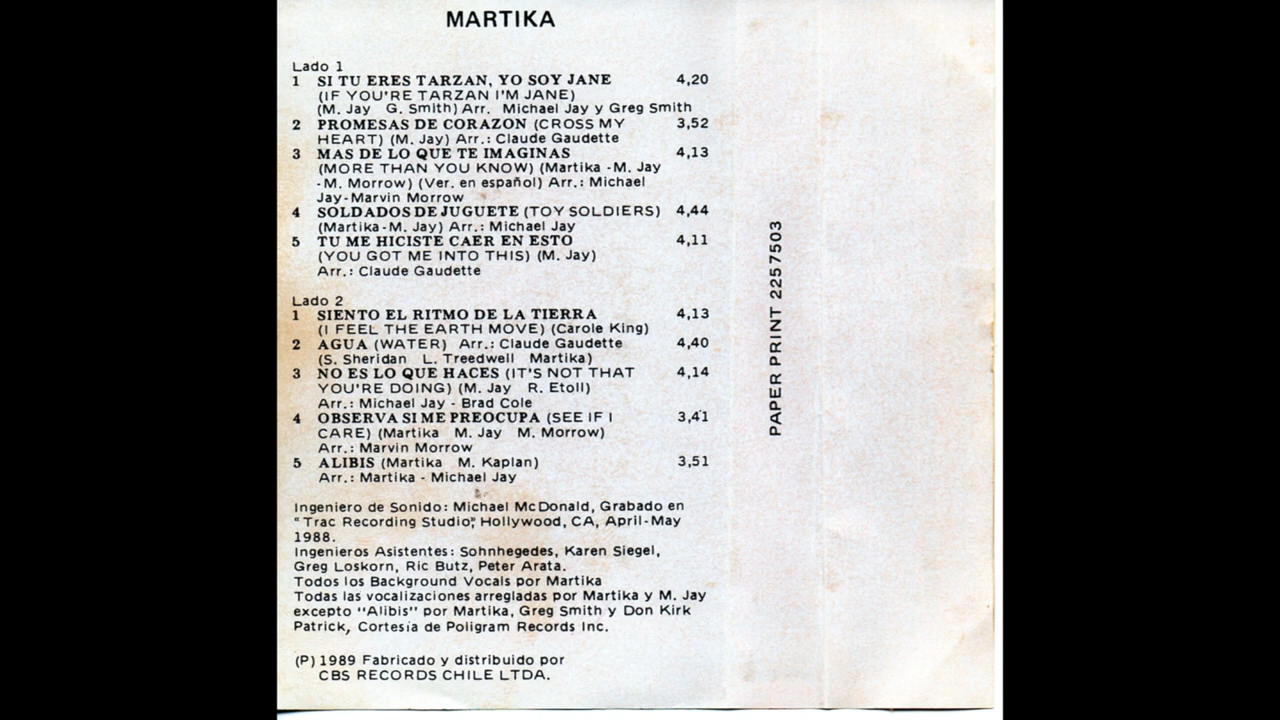 MARTIKA
Lado 1
1 SI TU ERES TARZAN, YO SOY JANE 4,20
(IF YOU'RE TARZAN I'M JANE)
(M. Jay G. Smith) Arr. Michael Jay y Greg Smith
2 PROMESAS DE CORAZON (CROSS MY 3,52
HEART) (M. Jay) Arr.: Claude Gaudette
3 MAS DE LO QUE TE IMAGINAS 4,13
(MORE THAN YOU KNOW) (Martika -M. Jay
-M. Morrow) (Ver. en español) Arr.: Michael
Jay-Marvin Morrow
4 SOLDADOS DE JUGUETE (TOY SOLDIERS) 4,44
(Martika-M. Jay) Arr.: Michael Jay
5 TU ME HICISTE CAER EN ESTO 4,11
(YOU GOT ME INTO THIS) (M. Jay)
Arr.: Claude Gaudette
Lado 2
1 SIENTO EL RITMO DE LA TIERRA 4,13
(I FEEL THE EARTH MOVE) (Carole King)
2 AGUA (WATER) Arr.: Claude Gaudette 4,40
(S. Sheridan L. Treedwell Martika)
3 NO ES LO QUE HACES (IT'S NOT THAT 4,14
YOU'RE DOING) (M. Jay R. Etoll)
Arr.: Michael Jay - Brad Cole
4 OBSERVA SI ME PREOCUPA (SEE IF I 3,41
CARE) (Martika M. Jay M. Morrow)
Arr.: Marvin Morrow
5 ALIBIS (Martika M. Kaplan) 3,51
Arr.: Martika - Michael Jay
Ingeniero de Sonido: Michael McDonald, Grabado en
"Trac Recording Studio", Hollywood, CA, April-May
1988.
Ingenieros Asistentes: Sohnhegedes, Karen Siegel,
Greg Loskorn, Ric Butz, Peter Arata.
Todos los Background Vocals por Martika
Todas las vocalizaciones arregladas por Martika y M. Jay
excepto "Alibis" por Martika, Greg Smith y Don Kirk
Patrick, Cortesía de Poligram Records Inc.
(P) 1989 Fabricado y distribuido por
CBS RECORDS CHILE LTDA.
PAPER PRINT 2257503